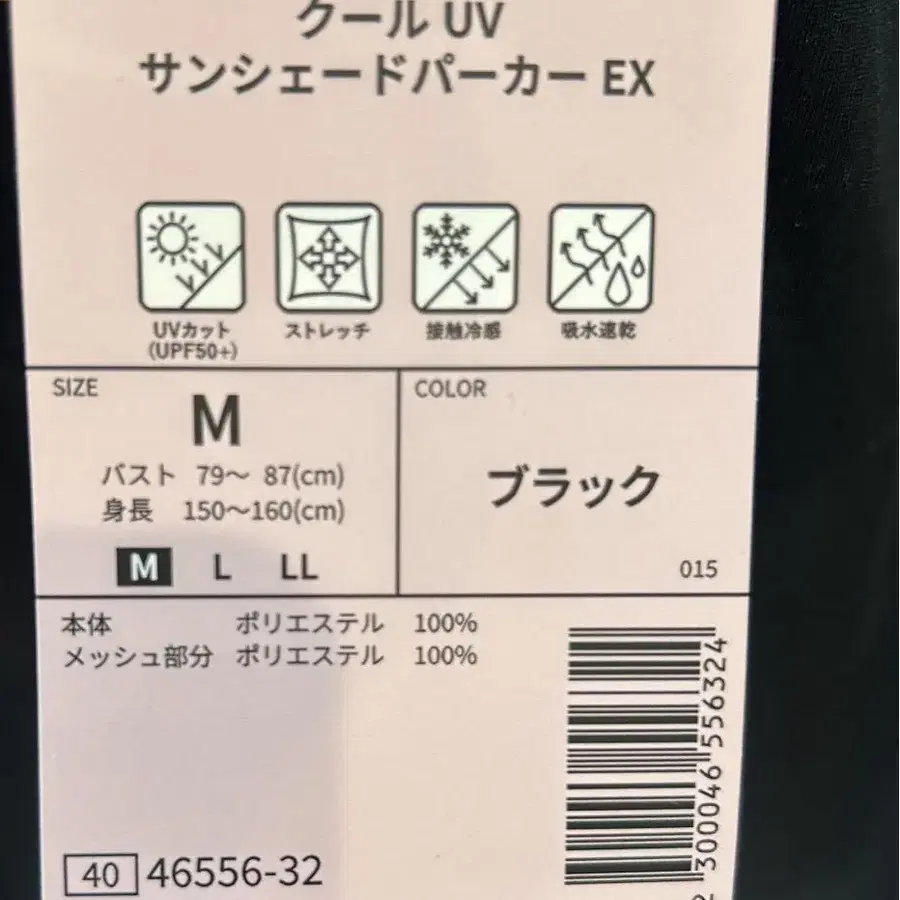 クール UV
サンシェードパーカー EX
UVカット
(UPF50+)
ストレッチ
接触冷感
吸水速乾
SIZE
M
バスト 79～ 87(cm)
身長 150～160(cm)
M L LL
COLOR
ブラック
015
本体 ポリエステル 100%
メッシュ部分 ポリエステル 100%
300046 556324
40 46556-32